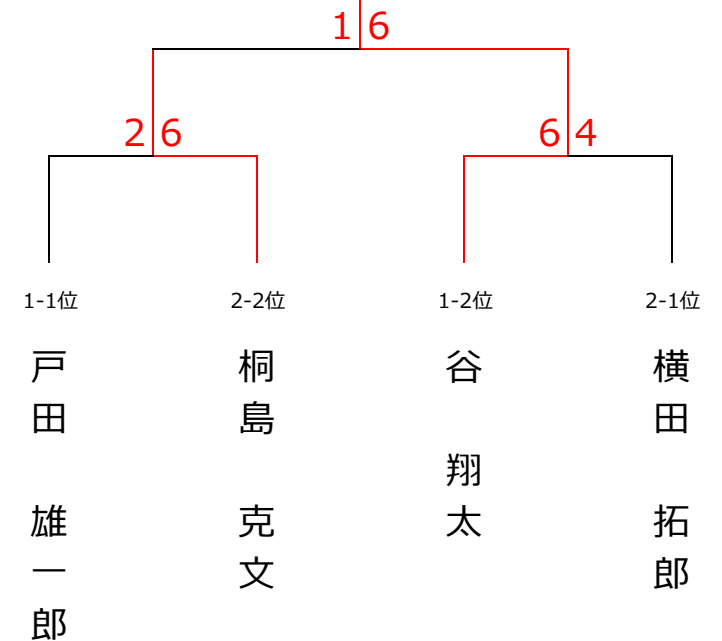 1 6
2 6
6 4
1-1位
2-2位
1-2位
2-1位
戸田 雄一郎
桐島 克文
谷 翔太
横田 拓郎